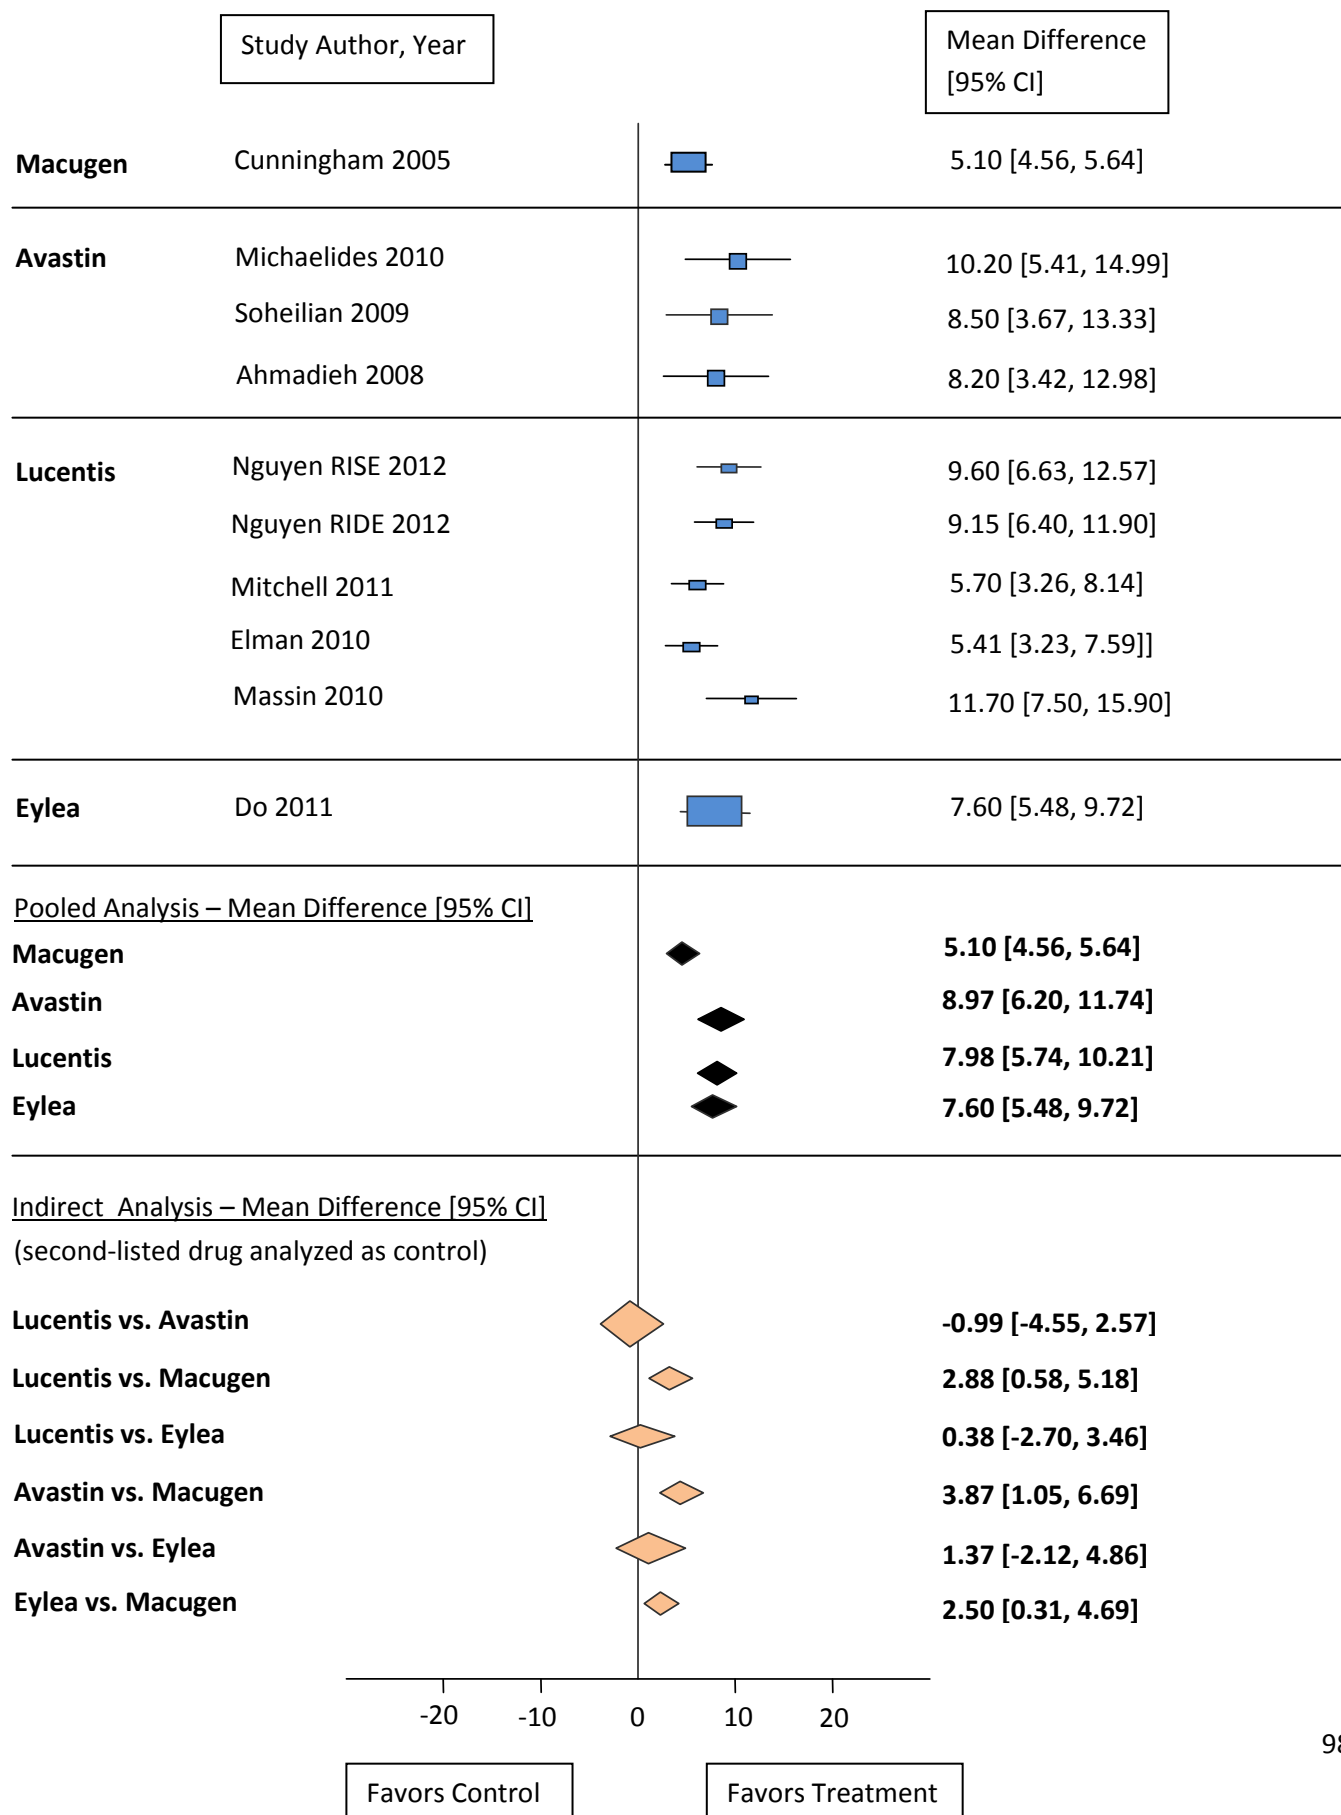 Study Author, Year
Mean Difference
[95% CI]
Macugen Cunningham 2005 5.10 [4.56, 5.64]
Avastin Michaelides 2010 10.20 [5.41, 14.99]
Soheilian 2009 8.50 [3.67, 13.33]
Ahmadieh 2008 8.20 [3.42, 12.98]
Lucentis Nguyen RISE 2012 9.60 [6.63, 12.57]
Nguyen RIDE 2012 9.15 [6.40, 11.90]
Mitchell 2011 5.70 [3.26, 8.14]
Elman 2010 5.41 [3.23, 7.59]]
Massin 2010 11.70 [7.50, 15.90]
Eylea Do 2011 7.60 [5.48, 9.72]
Pooled Analysis – Mean Difference [95% CI]
Macugen 5.10 [4.56, 5.64]
Avastin 8.97 [6.20, 11.74]
Lucentis 7.98 [5.74, 10.21]
Eylea 7.60 [5.48, 9.72]
Indirect  Analysis – Mean Difference [95% CI]
(second-listed drug analyzed as control)
Lucentis vs. Avastin -0.99 [-4.55, 2.57]
Lucentis vs. Macugen 2.88 [0.58, 5.18]
Lucentis vs. Eylea 0.38 [-2.70, 3.46]
Avastin vs. Macugen 3.87 [1.05, 6.69]
Avastin vs. Eylea 1.37 [-2.12, 4.86]
Eylea vs. Macugen 2.50 [0.31, 4.69]
-20 -10 0 10 20
98
Favors Control Favors Treatment